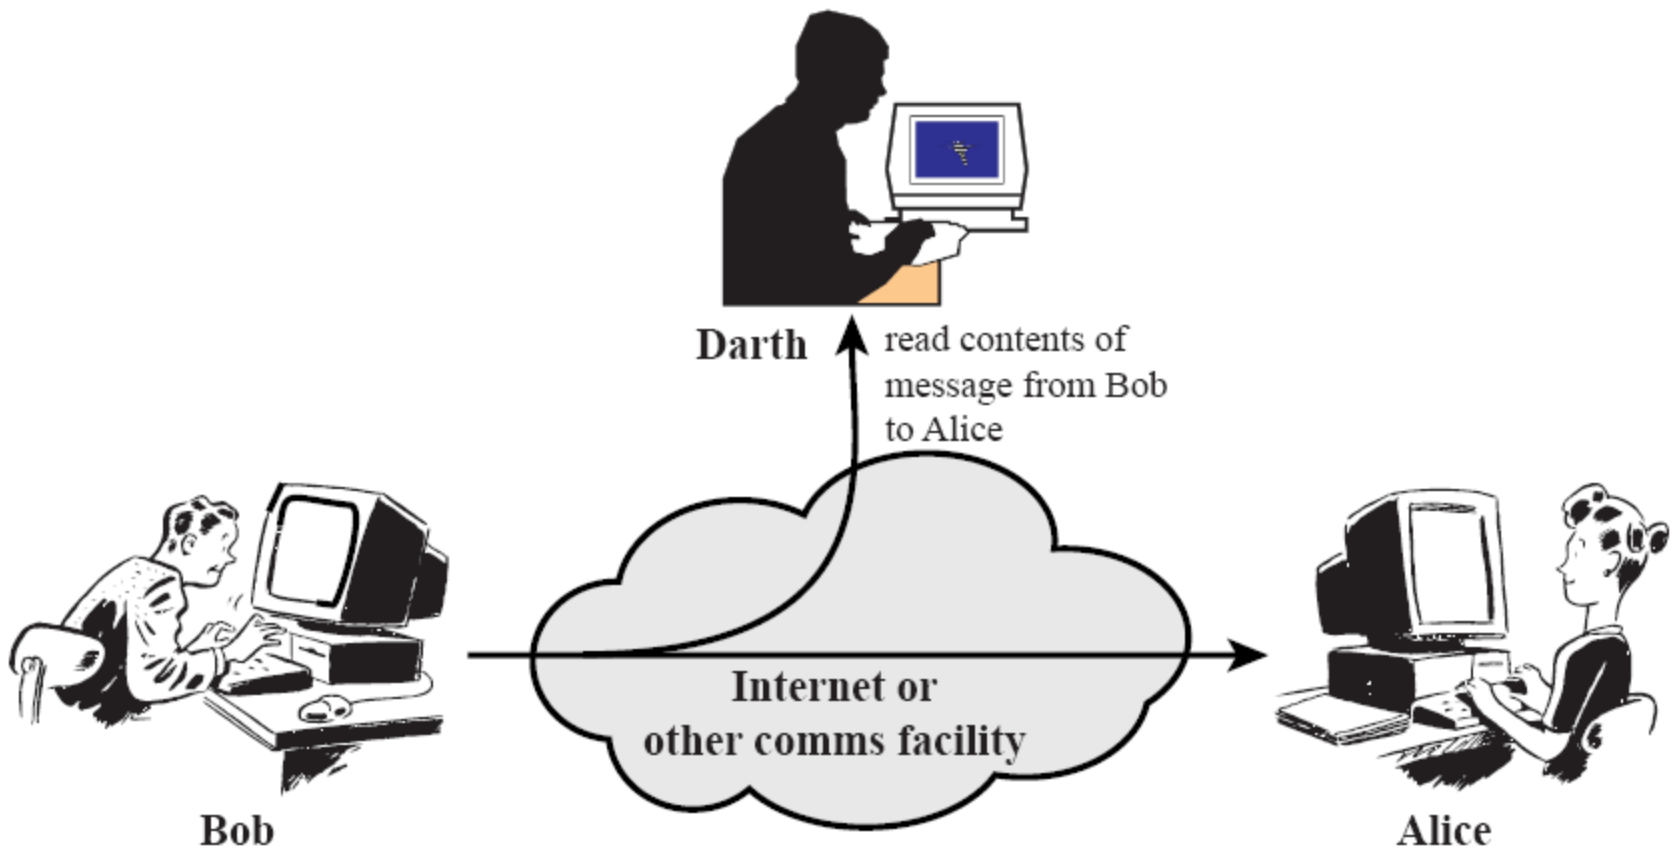 Darth
read contents of
message from Bob
to Alice
Internet or
other comms facility
Bob
Alice